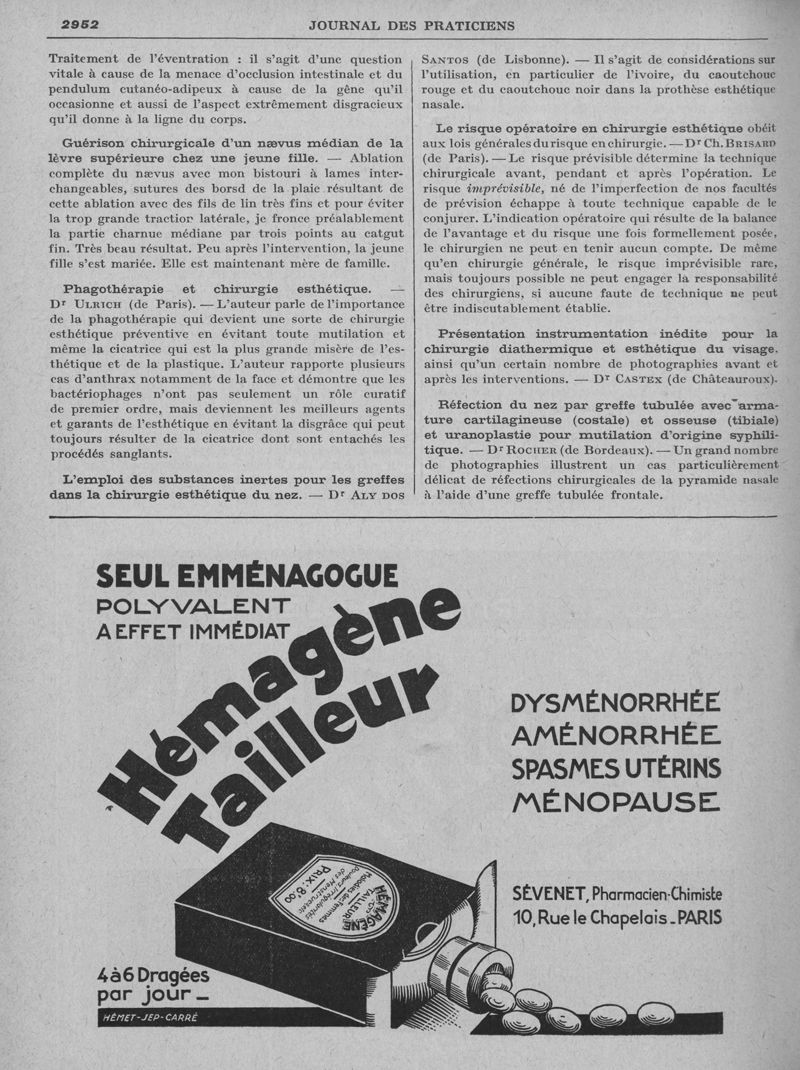 2952
JOURNAL DES PRATICIENS
Traitement de l'éventration : il s'agit d'une question
vitale à cause de la menace d'occlusion intestinale et du
pendulum cutanéo-adipeux à cause de la gêne qu'il
occasionne et aussi de l'aspect extrêmement disgracieux
qu'il donne à la ligne du corps.
Guérison chirurgicale d'un nævus médian de la
lèvre supérieure chez une jeune fille. — Ablation
complète du nævus avec mon bistouri à lames inter-
changeables, sutures des borsd de la plaie résultant de
cette ablation avec des fils de lin très fins et pour éviter
la trop grande traction latérale, je fronce préalablement
la partie charnue médiane par trois points au catgut
fin. Très beau résultat. Peu après l'intervention, la jeune
fille s'est mariée. Elle est maintenant mère de famille.
Phagothérapie et chirurgie esthétique. —
Dr ULRICH (de Paris). — L'auteur parle de l'importance
de la phagothérapie qui devient une sorte de chirurgie
esthétique préventive en évitant toute mutilation et
même la cicatrice qui est la plus grande misère de l'es-
thétique et de la plastique. L'auteur rapporte plusieurs
cas d'anthrax notamment de la face et démontre que les
bactériophages n'ont pas seulement un rôle curatif
de premier ordre, mais deviennent les meilleurs agents
et garants de l'esthétique en évitant la disgrâce qui peut
toujours résulter de la cicatrice dont sont entachés les
procédés sanglants.
L'emploi des substances inertes pour les greffes
dans la chirurgie esthétique du nez. — Dr ALY DOS
SANTOS (de Lisbonne). — Il s'agit de considérations sur
l'utilisation, en particulier de l'ivoire, du caoutchouc
rouge et du caoutchouc noir dans la prothèse esthétique
nasale.
Le risque opératoire en chirurgie esthétique obéit
aux lois générales du risque en chirurgie. — Dr Ch. BRISARD
(de Paris). — Le risque prévisible détermine la technique
chirurgicale avant, pendant et après l'opération. Le
risque imprévisible, né de l'imperfection de nos facultés
de prévision échappe à toute technique capable de le
conjurer. L'indication opératoire qui résulte de la balance
de l'avantage et du risque une fois formellement posée,
le chirurgien ne peut en tenir aucun compte. De même
qu'en chirurgie générale, le risque imprévisible rare,
mais toujours possible ne peut engager la responsabilité
des chirurgiens, si aucune faute de technique ne peut
être indiscutablement établie.
Présentation instrumentation inédite pour la
chirurgie diathermique et esthétique du visage,
ainsi qu'un certain nombre de photographies avant et
après les interventions. — Dr CASTEX (de Châteauroux).
Réfection du nez par greffe tubulée avec arma-
ture cartilagineuse (costale) et osseuse (tibiale)
et uranoplastie pour mutilation d'origine syphili-
tique. — Dr ROCHER (de Bordeaux). — Un grand nombre
de photographies illustrent un cas particulièrement
délicat de réfections chirurgicales de la pyramide nasale
à l'aide d'une greffe tubulée frontale.
SEUL EMMÉNAGOGUE
POLYVALENT
A EFFET IMMÉDIAT
Hémagène
Tailleur
DYSMÉNORRHÉE
AMÉNORRHÉE
SPASMES UTÉRINS
MÉNOPAUSE
HÉMAGÈNE
TAILLEUR
Maladies des Femmes
Douleurs Irrégularités
des Menstruelles
PRIX: 8,00
SÉVENET, Pharmacien-Chimiste
10, Rue le Chapelais _ PARIS
4 à 6 Dragées
par jour _
HÉMET-JEP-CARRÉ